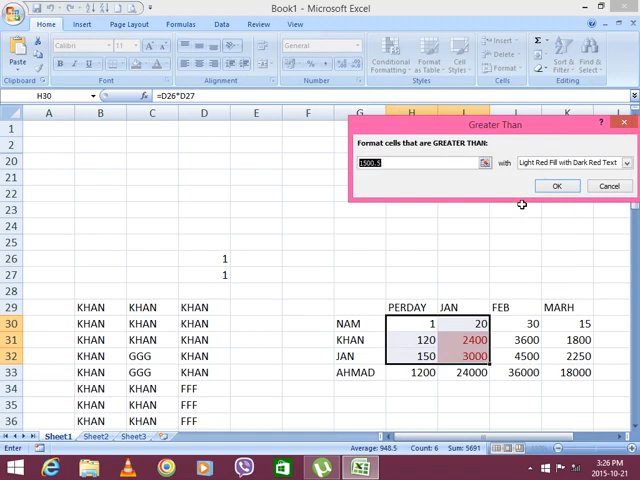 Book1 - Microsoft Excel
Home Insert Page Layout Formulas Data Review View
Paste Calibri 11 A A General Conditional Formatting Format as Table Cell Styles Insert Delete Format Sort & Filter Find & Select
Clipboard Font Alignment Number Styles Cells Editing
H30 fx =D26*D27
A B C D E F G H I J K
Greater Than ?
Format cells that are GREATER THAN:
1500.5 with Light Red Fill with Dark Red Text
OK Cancel
1
2
20
21
22
23
24
25
26 1
27 1
28
29 KHAN KHAN KHAN PERDAY JAN FEB MARH
30 KHAN KHAN KHAN NAM 1 20 30 15
31 KHAN KHAN KHAN KHAN 120 2400 3600 1800
32 KHAN GGG KHAN JAN 150 3000 4500 2250
33 KHAN KHAN KHAN AHMAD 1200 24000 36000 18000
34 KHAN KHAN FFF
35 KHAN KHAN FFF
36 KHAN KHAN FFF
Sheet1 Sheet2 Sheet3
Enter Average: 948.5 Count: 6 Sum: 5691
3:26 PM
2015-10-21